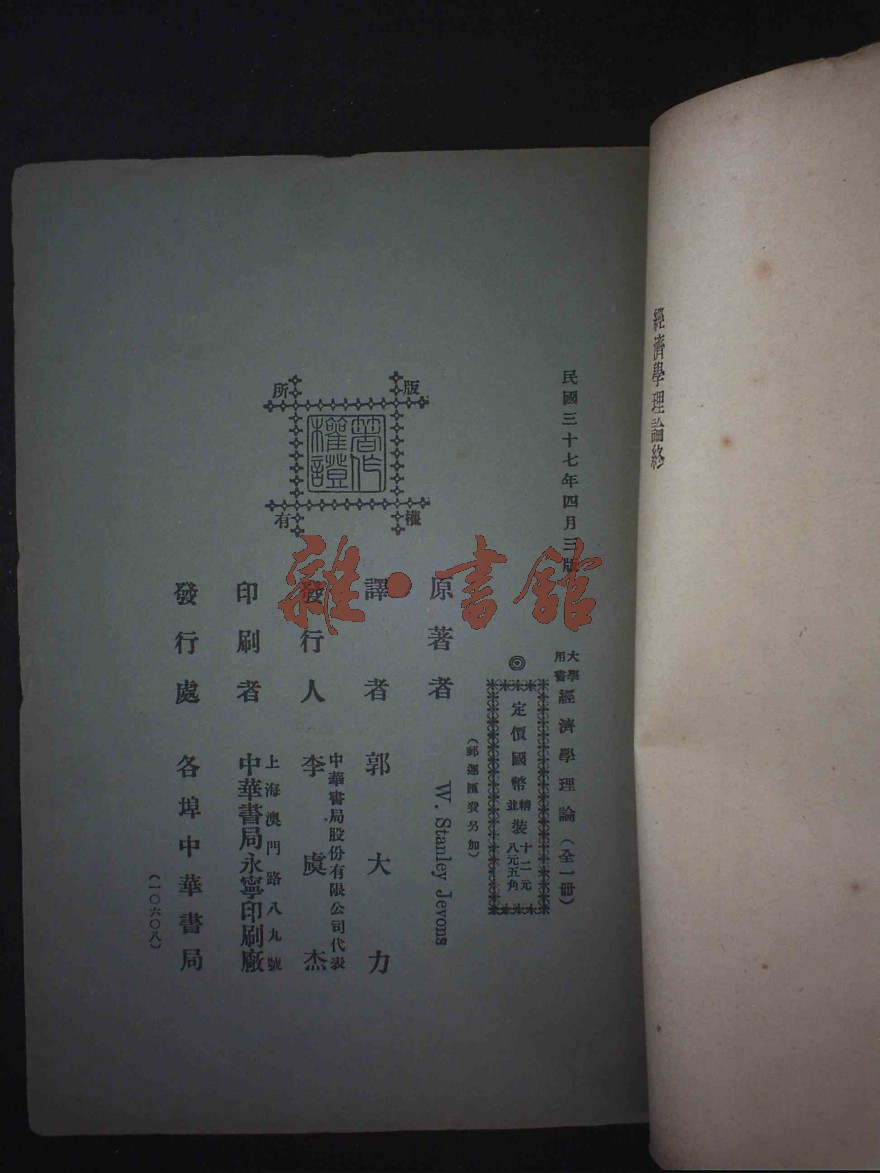 經濟學理論終
民國三十七年四月三版
大學用書 經濟學理論（全一冊）
◎ 定價國幣 精裝十二元 並裝八元五角
（郵運匯費另加）
原著者 W. Stanley Jevons
譯者 郭大力
中華書局股份有限公司代表
發行人 李虞杰
上海澳門路八九號
印刷者 中華書局永寧印刷廠
發行處 各埠中華書局
（一〇六〇八）
版權所有
著作權證
雜·書館